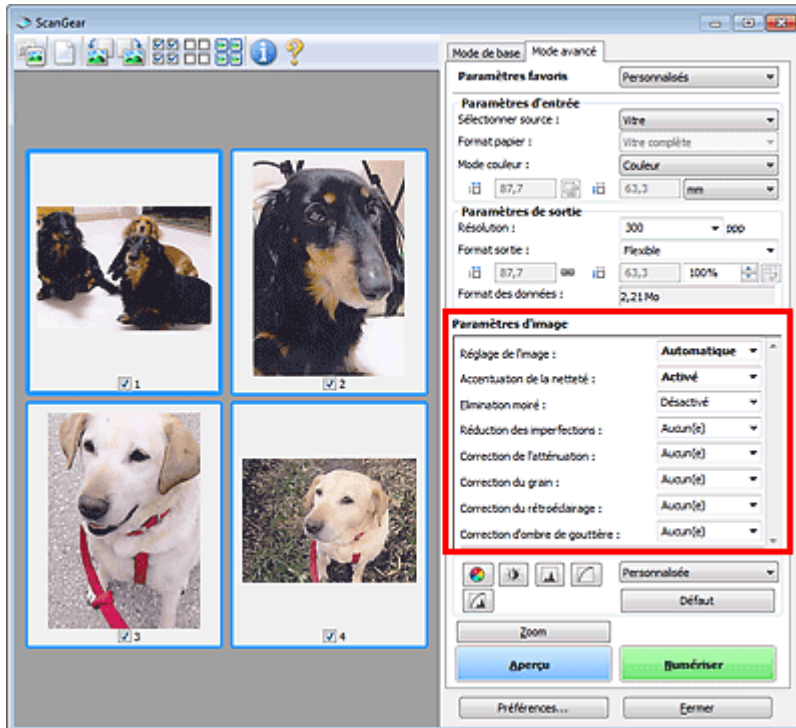 ScanGear
Mode de base Mode avancé
Paramètres favoris Personnalisés
Paramètres d'entrée
Sélectionner source : Vitre
Format papier : Vitre complète
Mode couleur : Couleur
87,7 63,3 mm
Paramètres de sortie
Résolution : 300 ppp
Format sortie : Flexible
87,7 63,3 100%
Format des données : 2,21Mo
Paramètres d'image
Réglage de l'image : Automatique
Accentuation de la netteté : Activé
Elimination moiré : Désactivé
Réduction des imperfections : Aucun(e)
Correction de l'atténuation : Aucun(e)
Correction du grain : Aucun(e)
Correction du rétroéclairage : Aucun(e)
Correction d'ombre de gouttière : Aucun(e)
Personnalisée
Défaut
Zoom
Aperçu Numériser
Préférences... Fermer
1 2
3 4